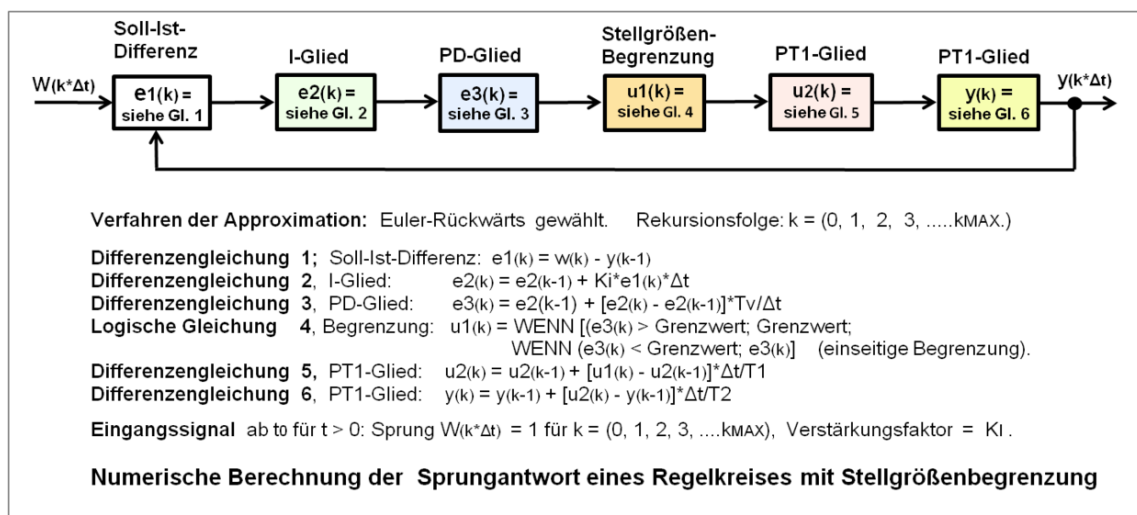 Soll-Ist-
Differenz
I-Glied
PD-Glied
Stellgrößen-
Begrenzung
PT1-Glied
PT1-Glied
W(k*Δt)
e1(k) =
siehe Gl. 1
e2(k) =
siehe Gl. 2
e3(k) =
siehe Gl. 3
u1(k) =
siehe Gl. 4
u2(k) =
siehe Gl. 5
y(k) =
siehe Gl. 6
y(k*Δt)
Verfahren der Approximation: Euler-Rückwärts gewählt. Rekursionsfolge: k = (0, 1, 2, 3, .....kMAX.)
Differenzengleichung 1; Soll-Ist-Differenz: e1(k) = w(k) - y(k-1)
Differenzengleichung 2, I-Glied: e2(k) = e2(k-1) + Ki*e1(k)*Δt
Differenzengleichung 3, PD-Glied: e3(k) = e2(k-1) + [e2(k) - e2(k-1)]*Tv/Δt
Logische Gleichung 4, Begrenzung: u1(k) = WENN [(e3(k) > Grenzwert; Grenzwert;
WENN (e3(k) < Grenzwert; e3(k)] (einseitige Begrenzung).
Differenzengleichung 5, PT1-Glied: u2(k) = u2(k-1) + [u1(k) - u2(k-1)]*Δt/T1
Differenzengleichung 6, PT1-Glied: y(k) = y(k-1) + [u2(k) - y(k-1)]*Δt/T2
Eingangssignal ab t0 für t > 0: Sprung W(k*Δt) = 1 für k = (0, 1, 2, 3, ....kMAX), Verstärkungsfaktor = KI .
Numerische Berechnung der Sprungantwort eines Regelkreises mit Stellgrößenbegrenzung